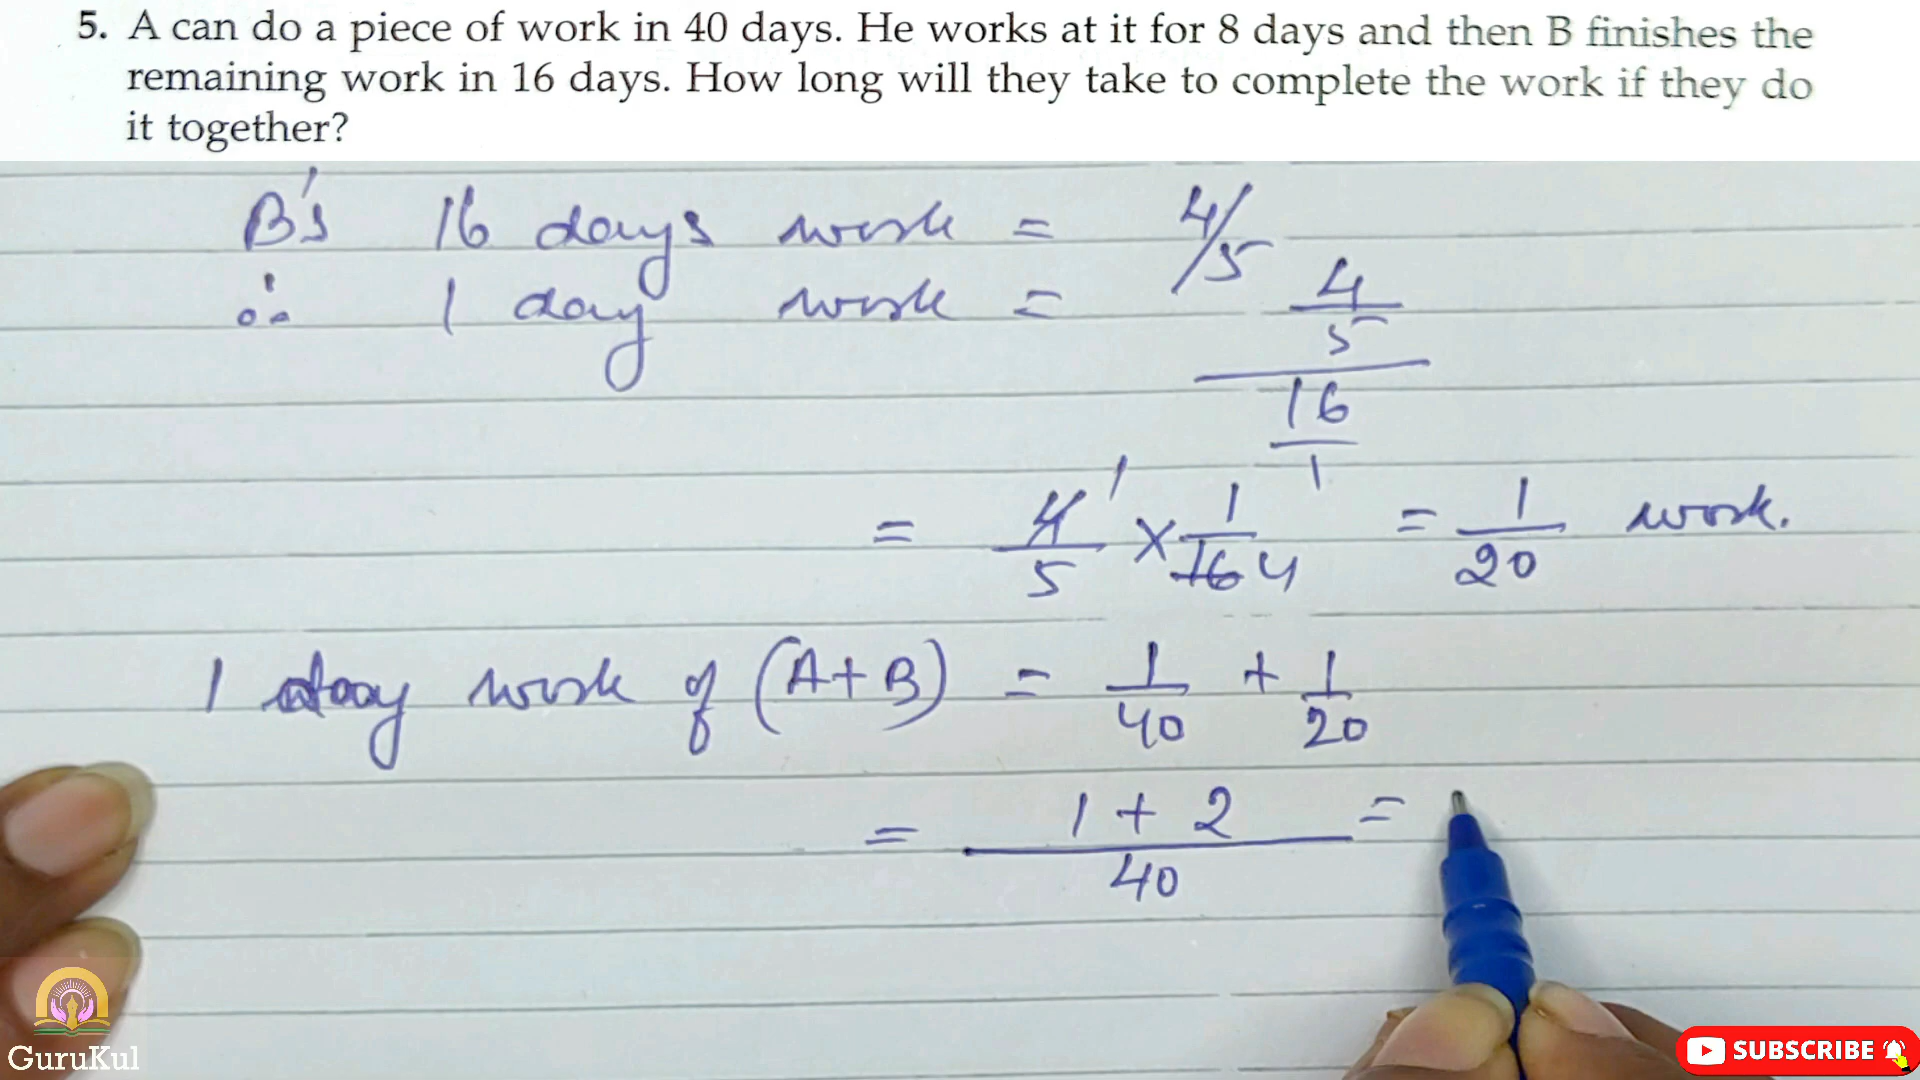 5. A can do a piece of work in 40 days. He works at it for 8 days and then B finishes the
remaining work in 16 days. How long will they take to complete the work if they do
it together?
B's 16 days work = 4/5
∴ 1 day work = 4/5 / 16/1
= 4/5 1 × 1/16 4 = 1/20 work.
1 day work of (A+B) = 1/40 + 1/20
= 1 + 2 / 40 =
GuruKul
SUBSCRIBE